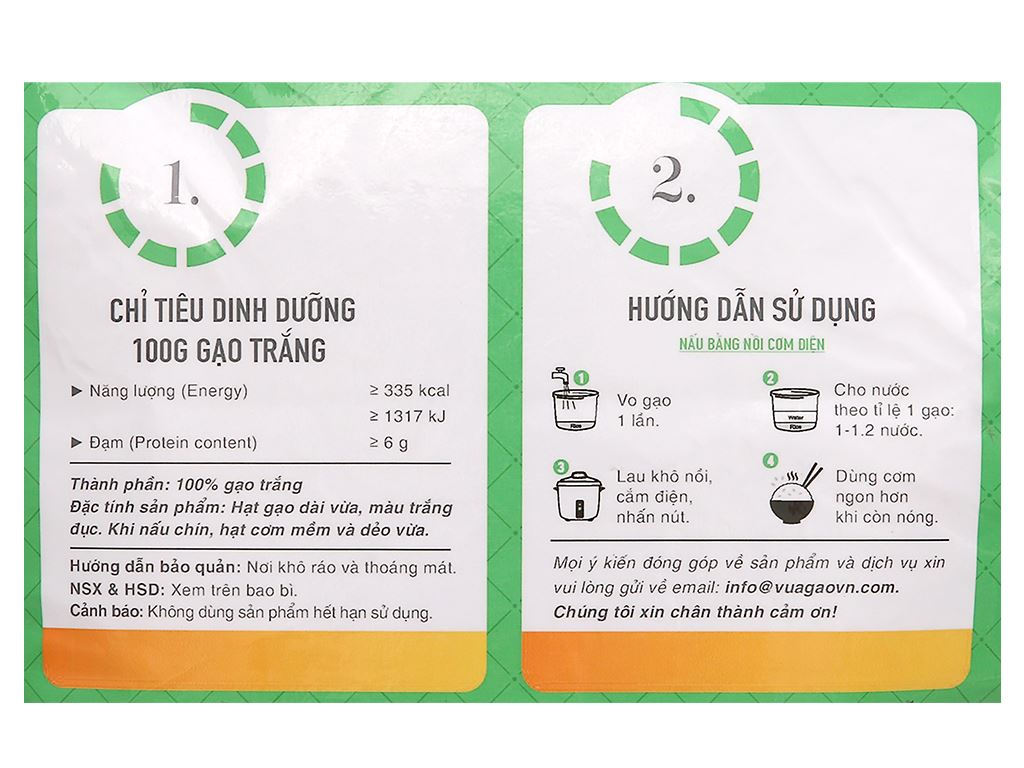 1.
CHỈ TIÊU DINH DƯỠNG
100G GẠO TRẮNG
▶ Năng lượng (Energy) ≥ 335 kcal
≥ 1317 kJ
▶ Đạm (Protein content) ≥ 6 g
Thành phần: 100% gạo trắng
Đặc tính sản phẩm: Hạt gạo dài vừa, màu trắng
đục. Khi nấu chín, hạt cơm mềm và dẻo vừa.
Hướng dẫn bảo quản: Nơi khô ráo và thoáng mát.
NSX & HSD: Xem trên bao bì.
Cảnh báo: Không dùng sản phẩm hết hạn sử dụng.
2.
HƯỚNG DẪN SỬ DỤNG
NẤU BẰNG NỒI CƠM ĐIỆN
1
Rice
Vo gạo
1 lần.
2
Water
Rice
Cho nước
theo tỉ lệ 1 gạo:
1-1.2 nước.
3
Lau khô nồi,
cắm điện,
nhấn nút.
4
Dùng cơm
ngon hơn
khi còn nóng.
Mọi ý kiến đóng góp về sản phẩm và dịch vụ xin
vui lòng gửi về email: info@vuagaovn.com.
Chúng tôi xin chân thành cảm ơn!